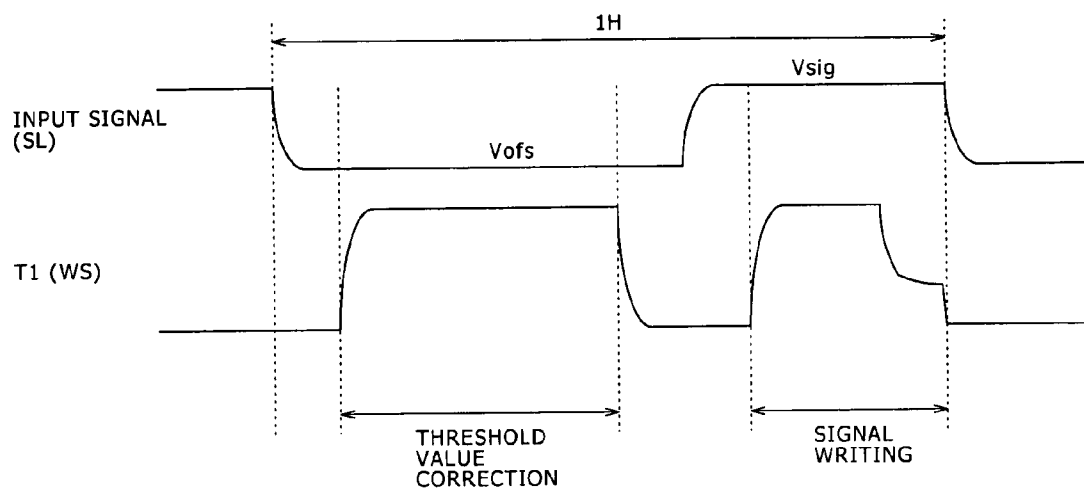 1H
Vsig
INPUT SIGNAL
(SL)
Vofs
T1 (WS)
THRESHOLD
VALUE
CORRECTION
SIGNAL
WRITING